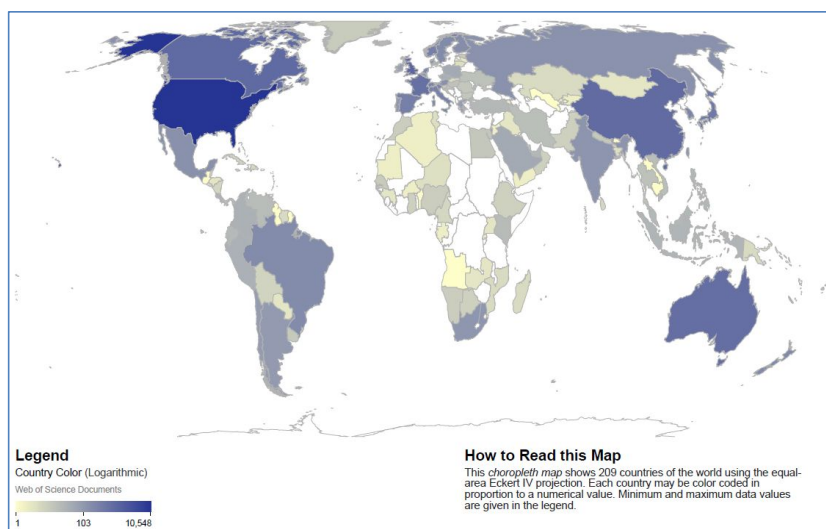 Legend
Country Color (Logarithmic)
Web of Science Documents
1 103 10,548
How to Read this Map
This choropleth map shows 209 countries of the world using the equal-
area Eckert IV projection. Each country may be color coded in
proportion to a numerical value. Minimum and maximum data values
are given in the legend.